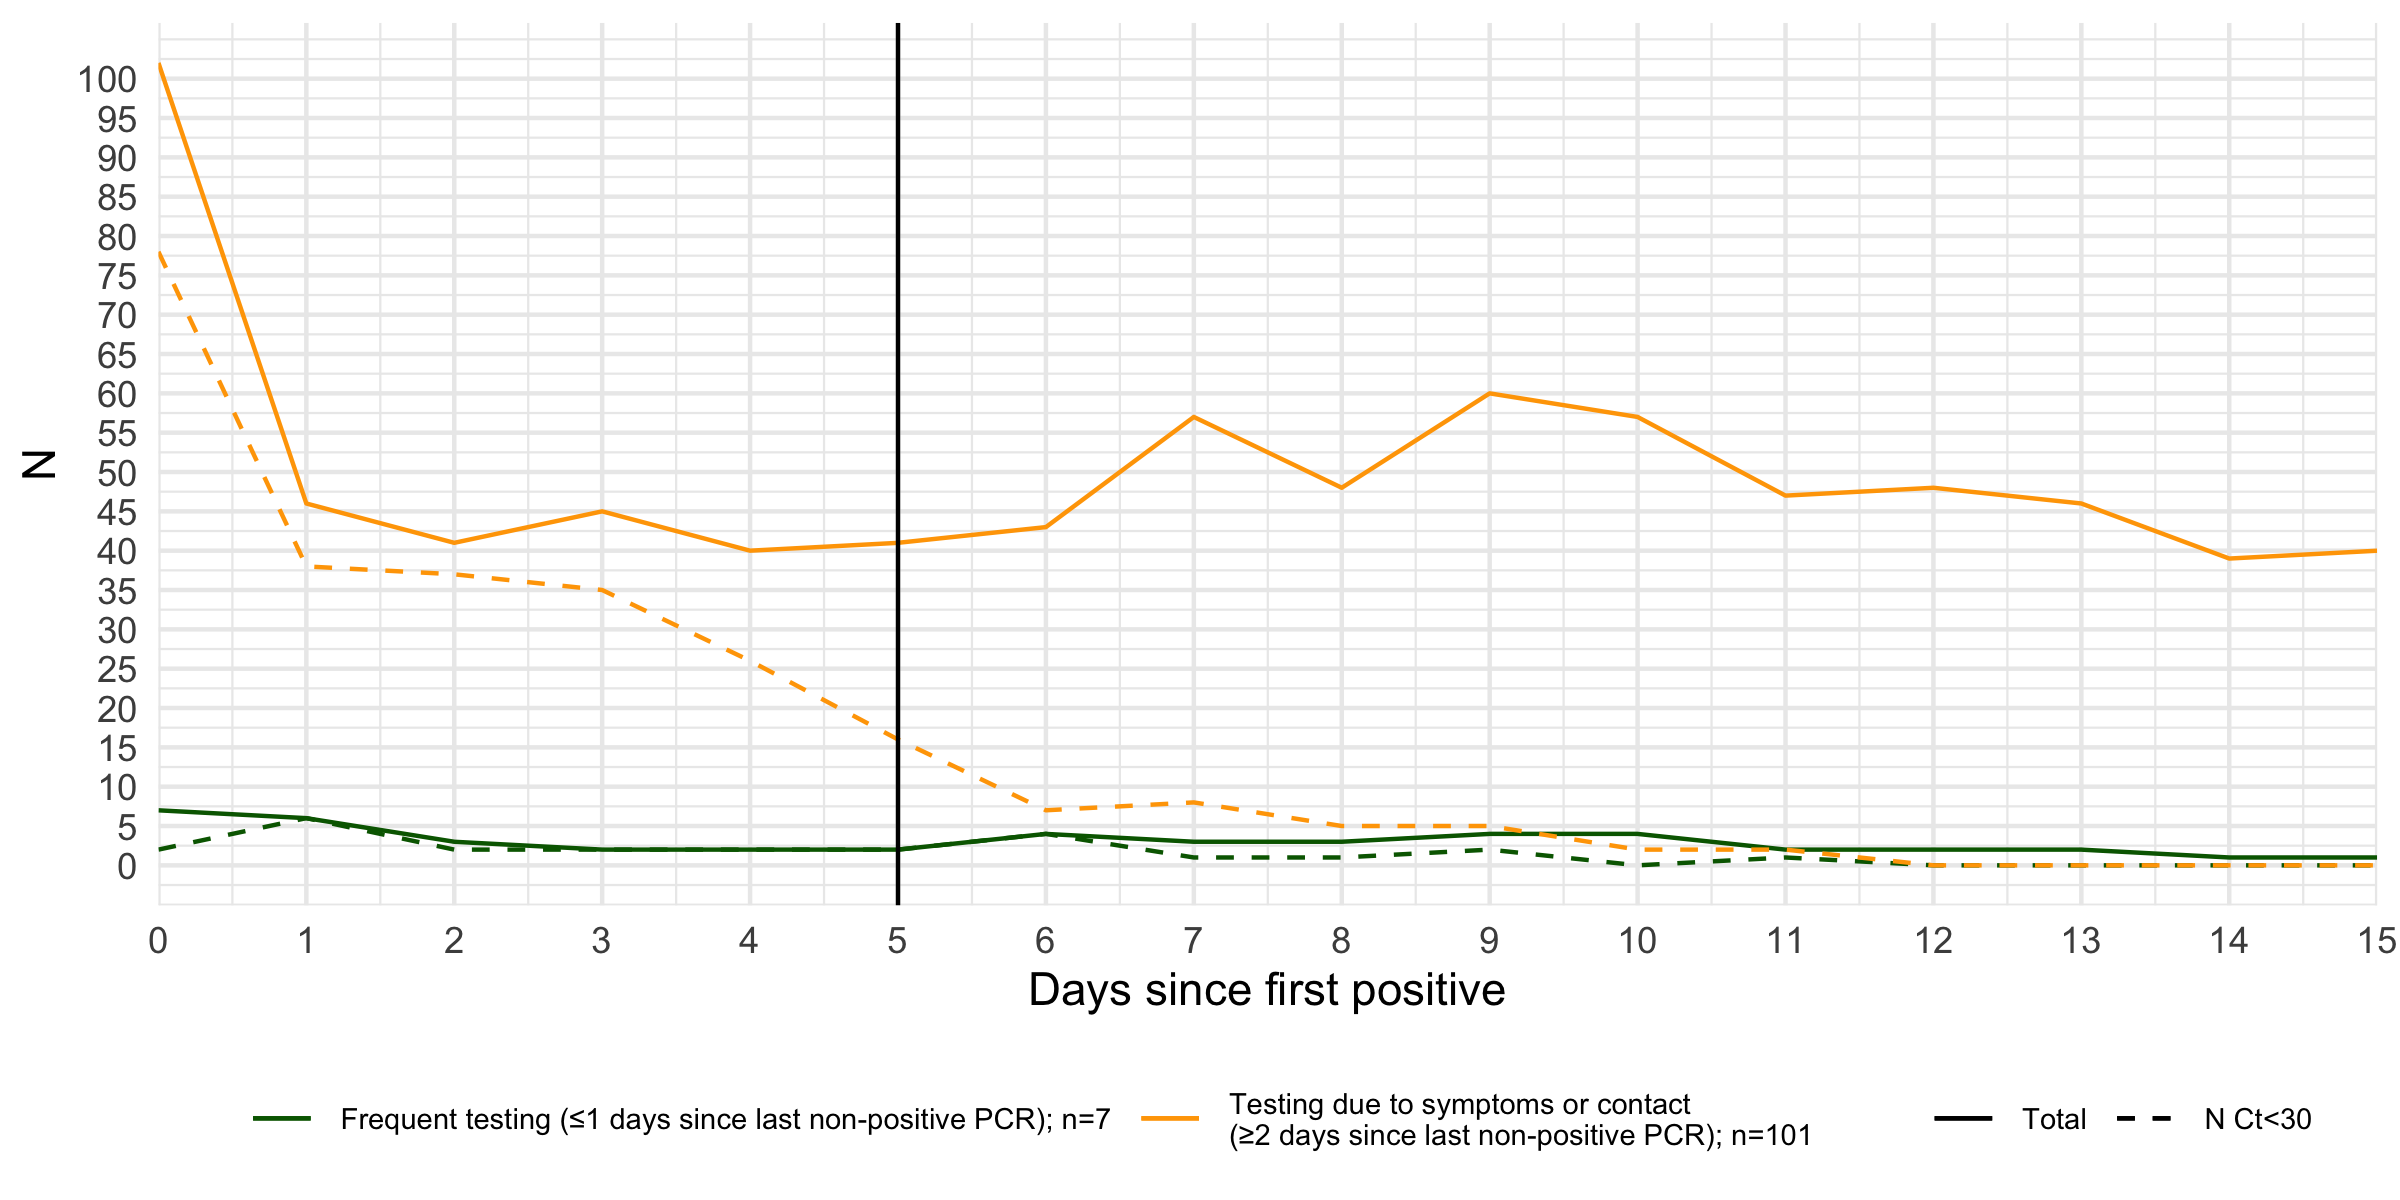 100
95
90
85
80
75
70
65
60
55
50
45
40
35
30
25
20
15
10
5
0
N
0 1 2 3 4 5 6 7 8 9 10 11 12 13 14 15
Days since first positive
Frequent testing (≤1 days since last non-positive PCR); n=7
Testing due to symptoms or contact
(≥2 days since last non-positive PCR); n=101
Total
N Ct<30